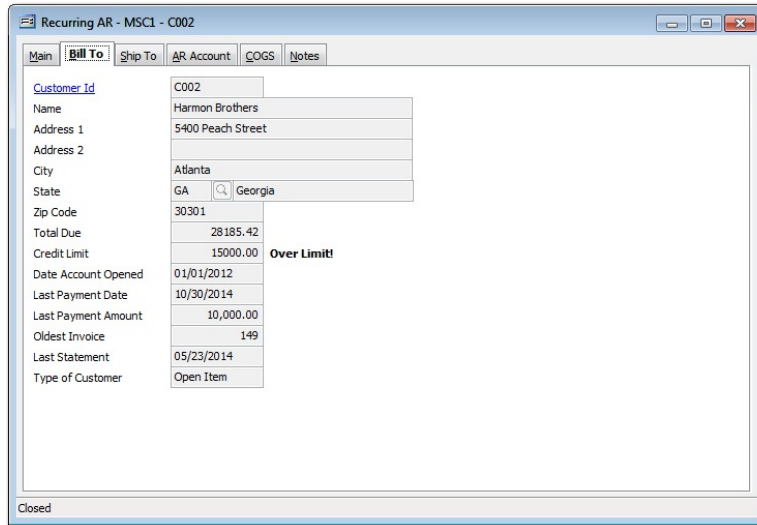 Recurring AR - MSC1 - C002
Main Bill To Ship To AR Account COGS Notes
Customer Id C002
Name Harmon Brothers
Address 1 5400 Peach Street
Address 2
City Atlanta
State GA Georgia
Zip Code 30301
Total Due 28185.42
Credit Limit 15000.00 Over Limit!
Date Account Opened 01/01/2012
Last Payment Date 10/30/2014
Last Payment Amount 10,000.00
Oldest Invoice 149
Last Statement 05/23/2014
Type of Customer Open Item
Closed